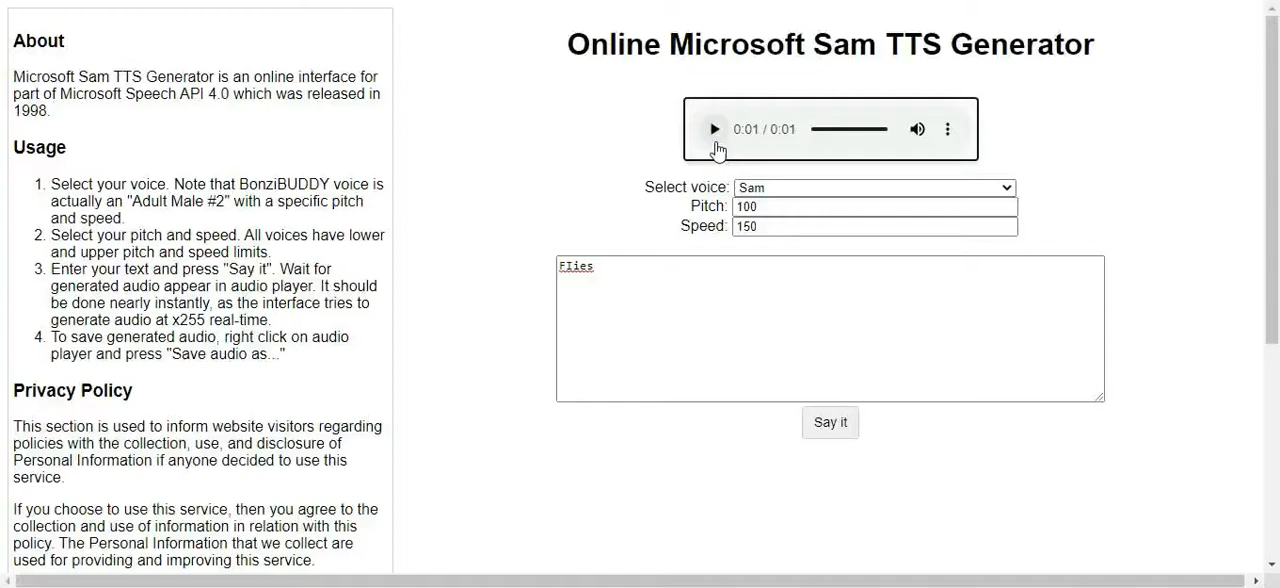 About
Microsoft Sam TTS Generator is an online interface for
part of Microsoft Speech API 4.0 which was released in
1998.
Usage
1. Select your voice. Note that BonziBUDDY voice is
actually an "Adult Male #2" with a specific pitch
and speed.
2. Select your pitch and speed. All voices have lower
and upper pitch and speed limits.
3. Enter your text and press "Say it". Wait for
generated audio appear in audio player. It should
be done nearly instantly, as the interface tries to
generate audio at x255 real-time.
4. To save generated audio, right click on audio
player and press "Save audio as..."
Privacy Policy
This section is used to inform website visitors regarding
policies with the collection, use, and disclosure of
Personal Information if anyone decided to use this
service.
If you choose to use this service, then you agree to the
collection and use of information in relation with this
policy. The Personal Information that we collect are
used for providing and improving this service.
Online Microsoft Sam TTS Generator
0:01 / 0:01
Select voice: Sam
Pitch: 100
Speed: 150
FIies
Say it